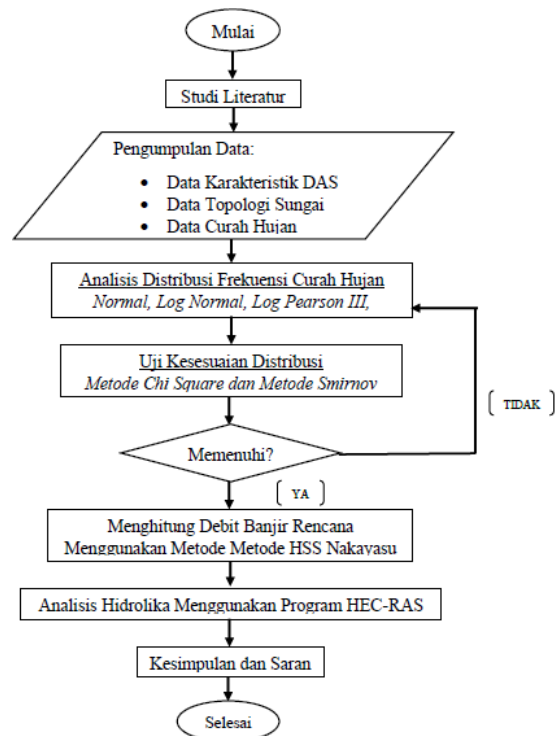 Mulai
Studi Literatur
Pengumpulan Data:
• Data Karakteristik DAS
• Data Topologi Sungai
• Data Curah Hujan
Analisis Distribusi Frekuensi Curah Hujan
Normal, Log Normal, Log Pearson III,
Uji Kesesuaian Distribusi
Metode Chi Square dan Metode Smirnov
TIDAK
Memenuhi?
YA
Menghitung Debit Banjir Rencana
Menggunakan Metode Metode HSS Nakayasu
Analisis Hidrolika Menggunakan Program HEC-RAS
Kesimpulan dan Saran
Selesai